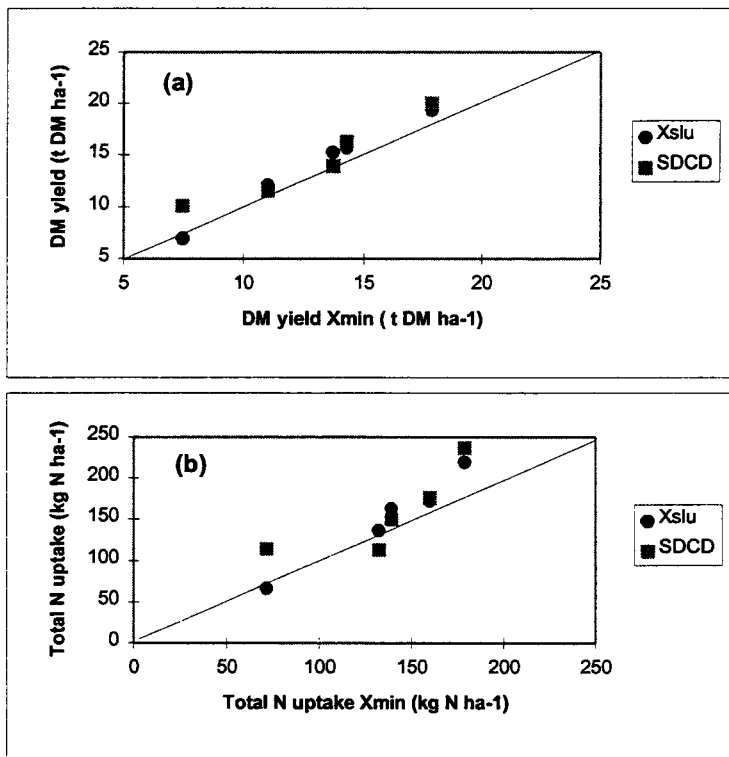 (a)
DM yield (t DM ha-1)
25
20
15
10
5
5 10 15 20 25
DM yield Xmin ( t DM ha-1)
Xslu
SDCD
(b)
Total N uptake (kg N ha-1)
250
200
150
100
50
0
0 50 100 150 200 250
Total N uptake Xmin (kg N ha-1)
Xslu
SDCD